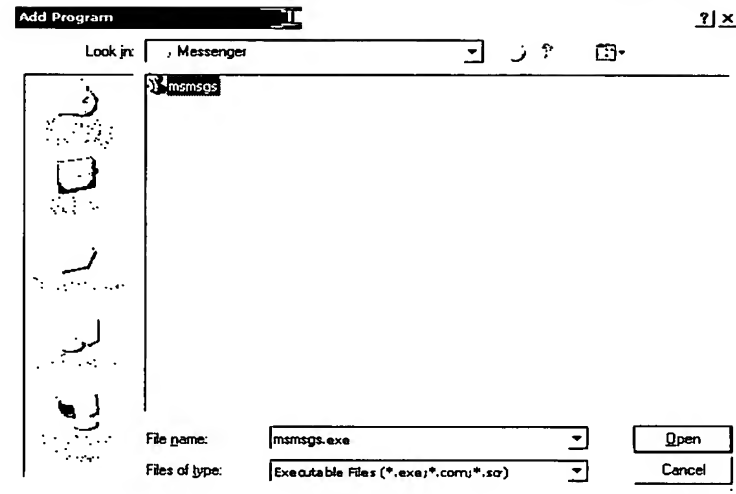 Add Program
? ×
Look in: Messenger
msmsgs
File name: msmsgs.exe
Open
Files of type: Executable Files (*.exe;*.com;*.scr)
Cancel